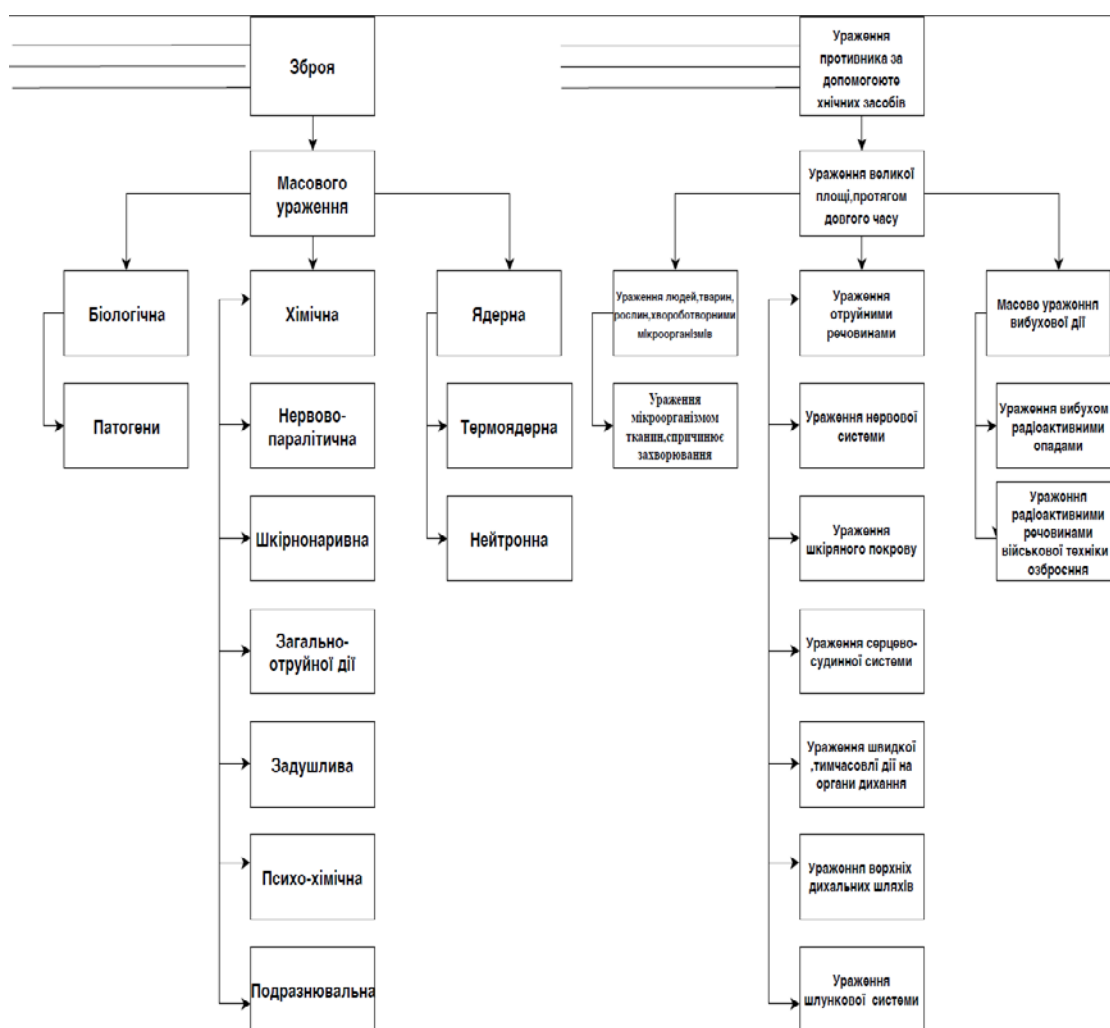 Зброя
Масового
ураження
Біологічна
Патогени
Хімічна
Нервово-
паралітична
Шкірнонаривна
Загально-
отруйної дії
Задушлива
Психо-хімічна
Подразнювальна
Ядерна
Термоядерна
Нейтронна
Ураження
противника за
допомогоюте
хнічних засобів
Ураження великої
площі,протягом
довгого часу
Ураження людей,тварин,
рослин,хвороботворними
мікроорганізмів
Ураження
мікроорганізмом
тканин,спричинює
захворювання
Ураження
отруйними
речовинами
Ураження нервової
системи
Ураження
шкіряного покрову
Ураження серцево-
судинної системи
Ураження швидкої
,тимчасовлї дії на
органи дихання
Ураження верхніх
дихальних шляхів
Ураження
шлункової системи
Масово ураження
вибухової дії
Ураження вибухом
радіоактивними
опадами
Ураження
радіоактивними
речовинами
військової техніки
озброєння